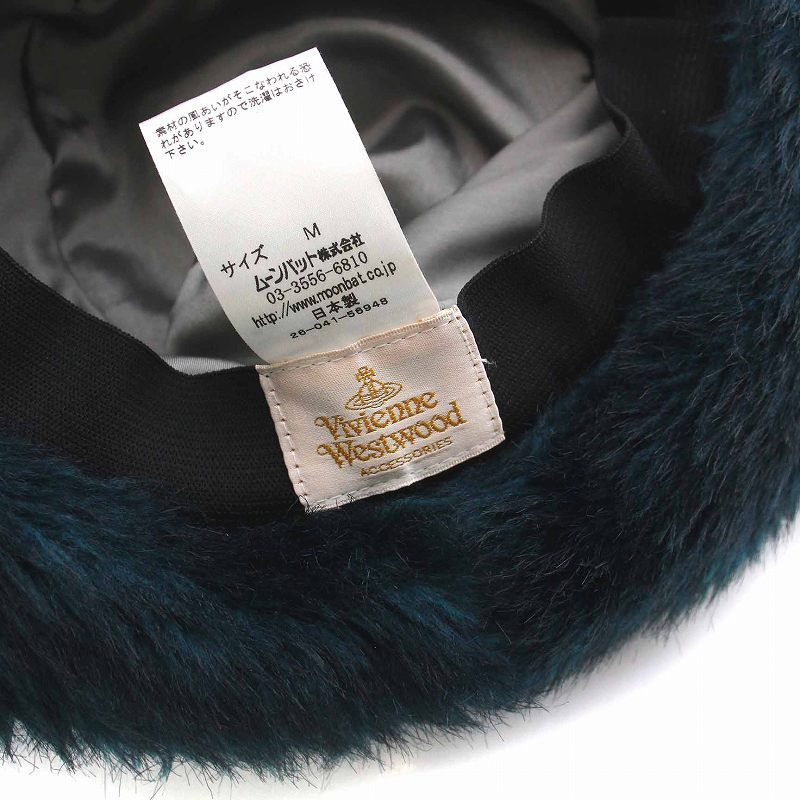 素材の風あいがそこなわれる恐
れがありますので洗濯はおさけ
下さい。
サイズ M
ムーンバット株式会社
03-3556-6810
http://www.moonbat.co.jp
日本製
26-041-56948
Vivienne
Westwood
ACCESSORIES